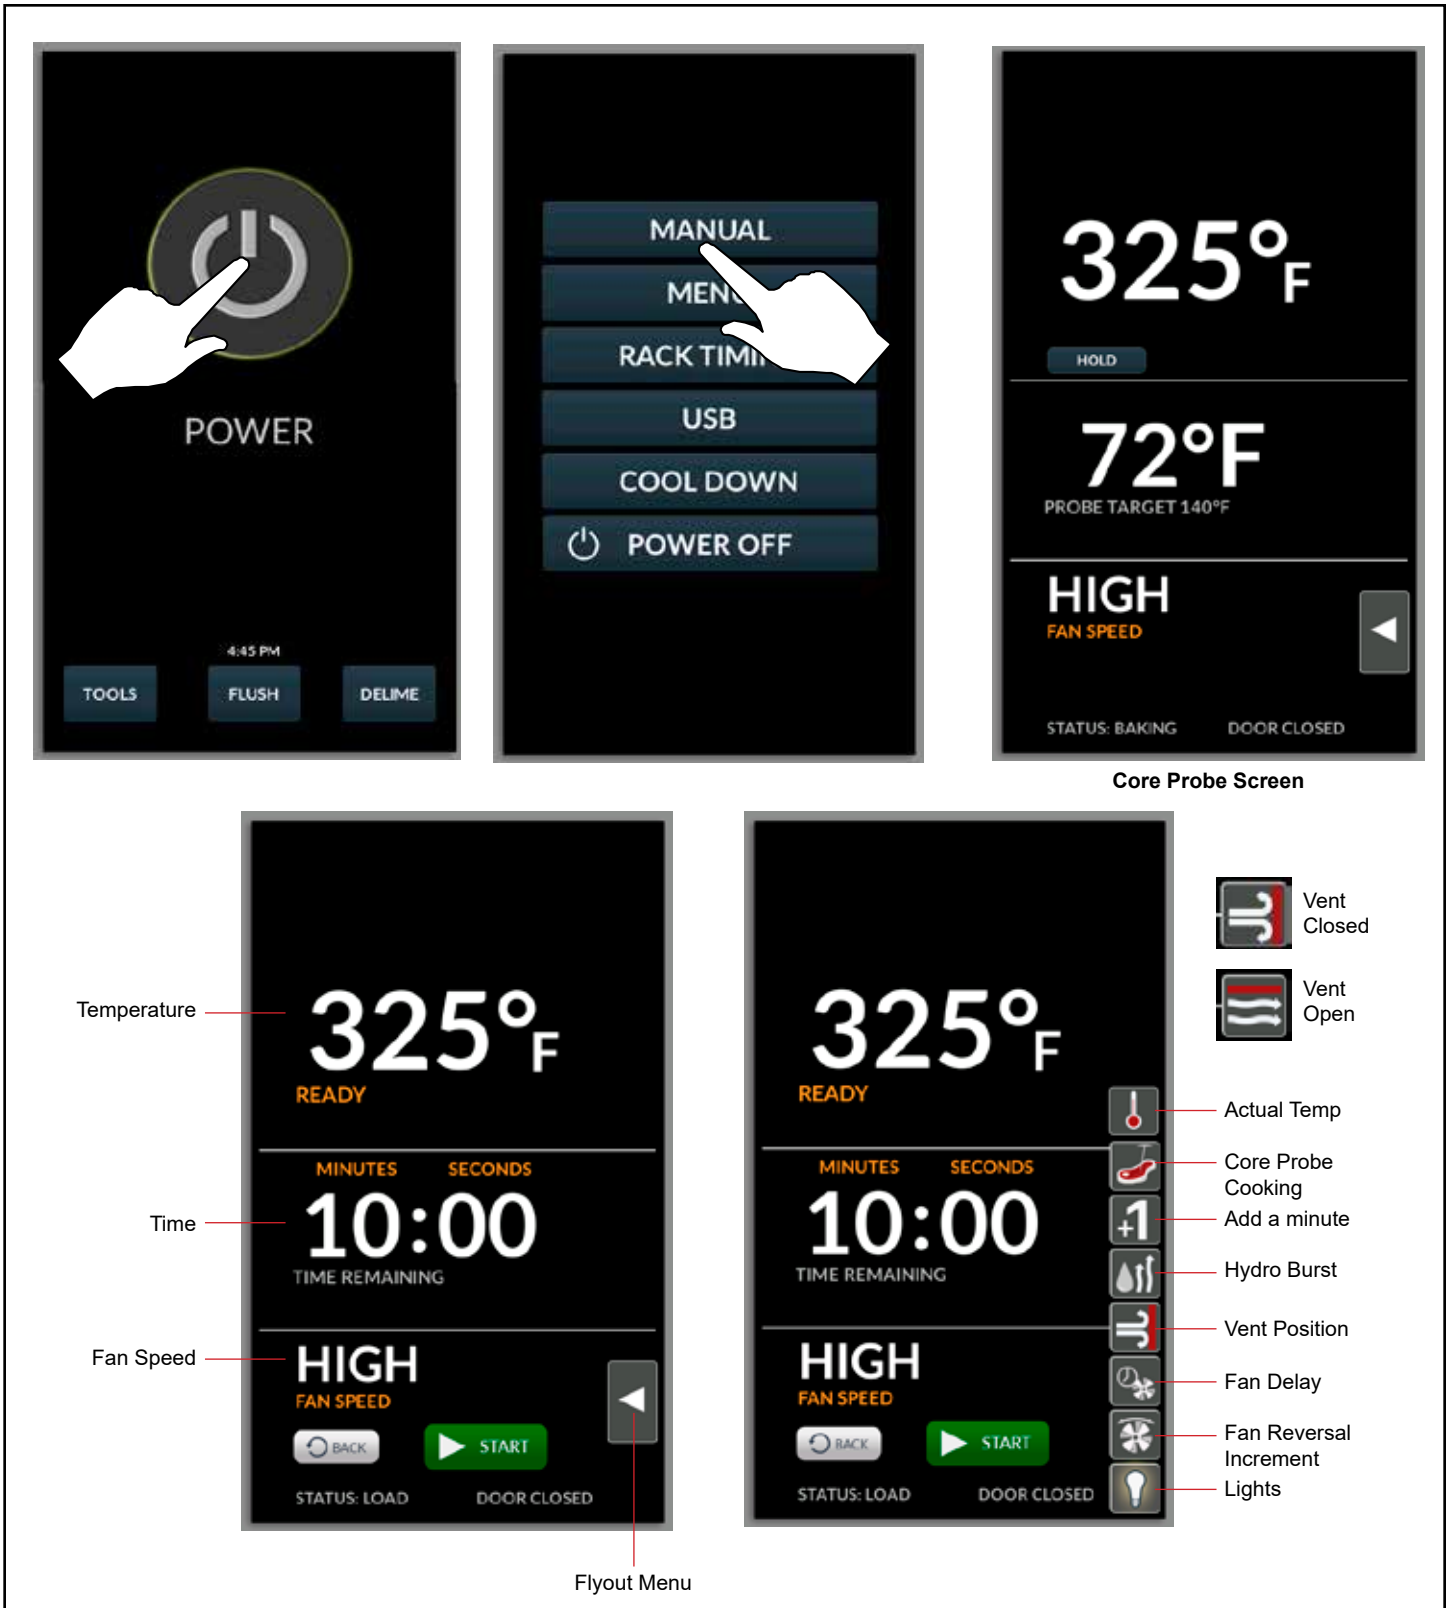 POWER
4:45 PM
TOOLS
FLUSH
DELIME
MANUAL
MENU
RACK TIMI
USB
COOL DOWN
POWER OFF
325°F
HOLD
72°F
PROBE TARGET 140°F
HIGH
FAN SPEED
STATUS: BAKING
DOOR CLOSED
Core Probe Screen
Temperature
325°F
READY
MINUTES SECONDS
Time
10:00
TIME REMAINING
Fan Speed
HIGH
FAN SPEED
BACK
START
STATUS: LOAD
DOOR CLOSED
Flyout Menu
325°F
READY
MINUTES SECONDS
10:00
TIME REMAINING
HIGH
FAN SPEED
BACK
START
STATUS: LOAD
DOOR CLOSED
+1
Vent
Closed
Vent
Open
Actual Temp
Core Probe
Cooking
Add a minute
Hydro Burst
Vent Position
Fan Delay
Fan Reversal
Increment
Lights